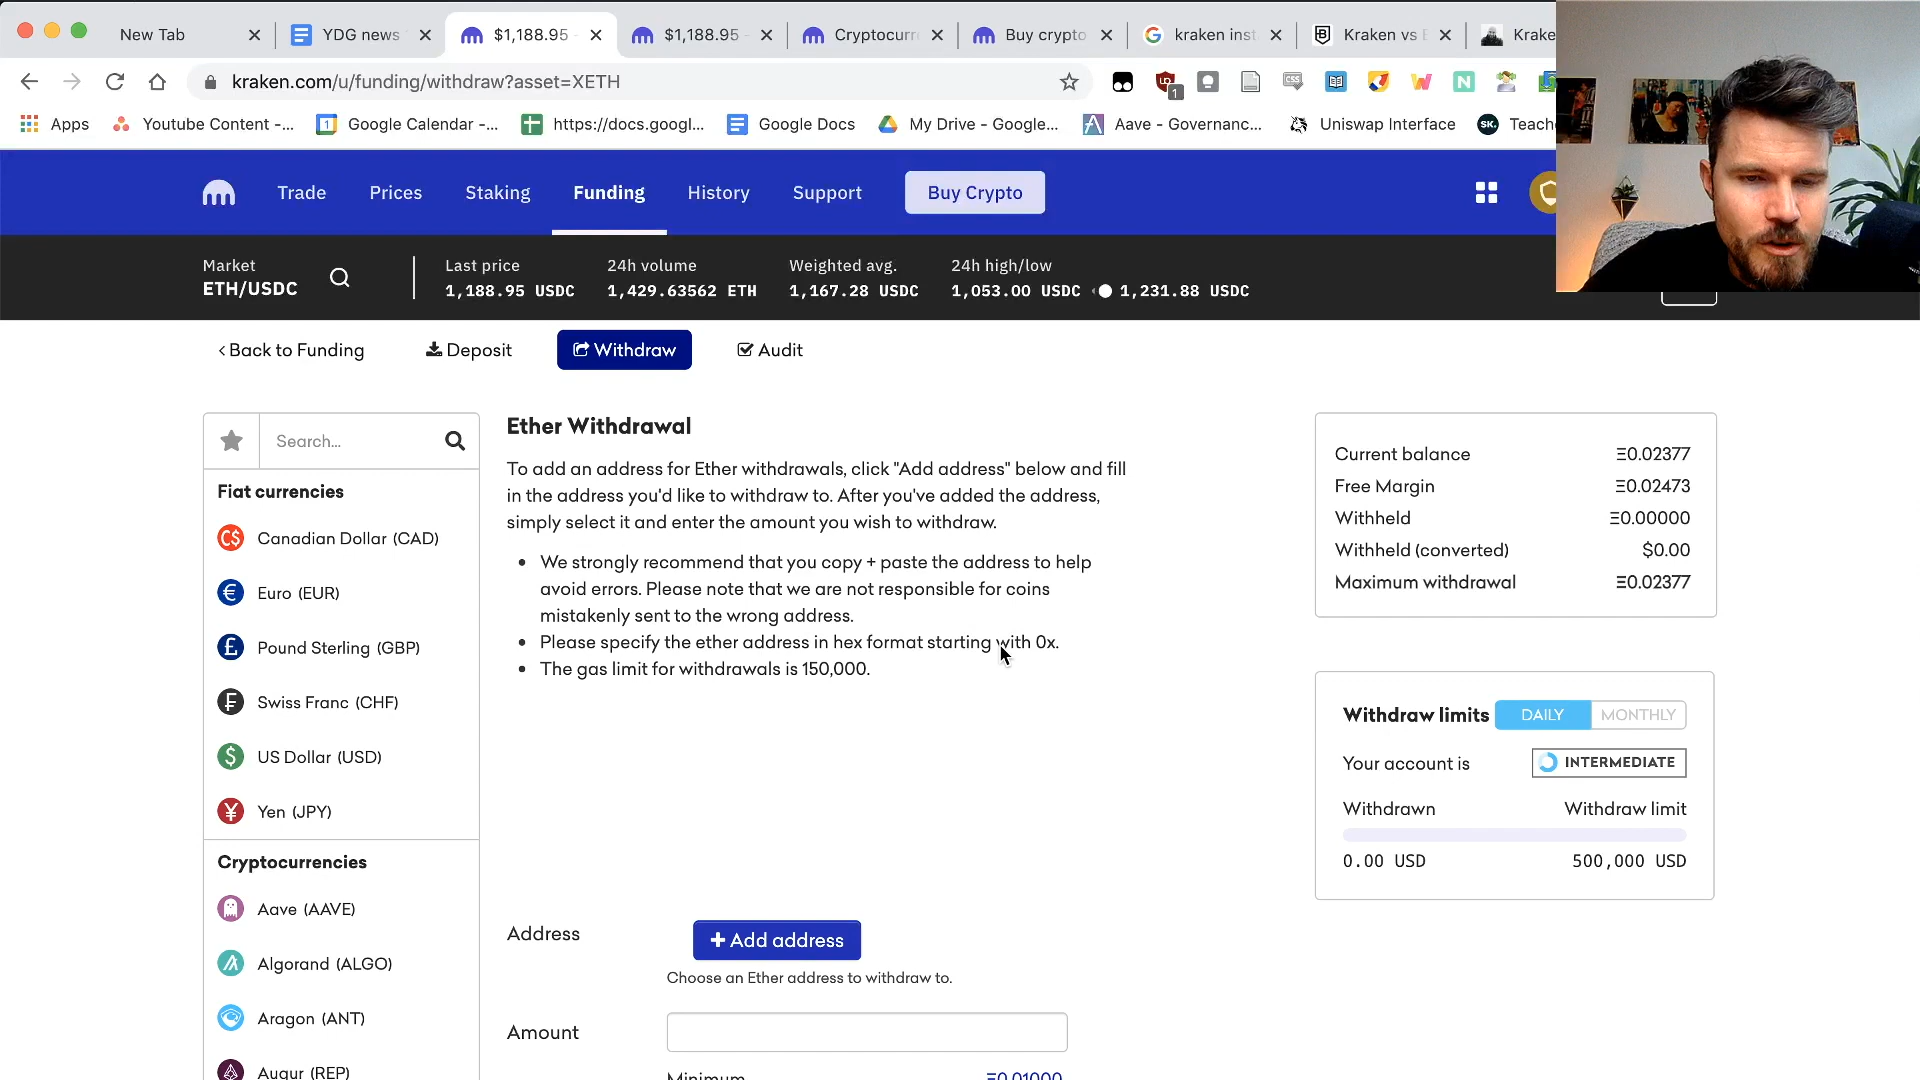 New Tab
YDG news
$1,188.95
$1,188.95
Cryptocurr
Buy crypto
kraken inst
Kraken vs
Krake
kraken.com/u/funding/withdraw?asset=XETH
1
Apps
Youtube Content -...
Google Calendar -...
https://docs.googl...
Google Docs
My Drive - Google...
Aave - Governanc...
Uniswap Interface
SK.
Teach
Trade
Prices
Staking
Funding
History
Support
Buy Crypto
Market
ETH/USDC
Last price
1,188.95 USDC
24h volume
1,429.63562 ETH
Weighted avg.
1,167.28 USDC
24h high/low
1,053.00 USDC 1,231.88 USDC
Back to Funding
Deposit
Withdraw
Audit
Search...
Fiat currencies
Canadian Dollar (CAD)
Euro (EUR)
Pound Sterling (GBP)
Swiss Franc (CHF)
US Dollar (USD)
Yen (JPY)
Cryptocurrencies
Aave (AAVE)
Algorand (ALGO)
Aragon (ANT)
Augur (REP)
Ether Withdrawal
To add an address for Ether withdrawals, click "Add address" below and fill
in the address you'd like to withdraw to. After you've added the address,
simply select it and enter the amount you wish to withdraw.
• We strongly recommend that you copy + paste the address to help
avoid errors. Please note that we are not responsible for coins
mistakenly sent to the wrong address.
• Please specify the ether address in hex format starting with 0x.
• The gas limit for withdrawals is 150,000.
Address
+ Add address
Choose an Ether address to withdraw to.
Amount
Minimum Ξ0.01000
Current balance Ξ0.02377
Free Margin Ξ0.02473
Withheld Ξ0.00000
Withheld (converted) $0.00
Maximum withdrawal Ξ0.02377
Withdraw limits DAILY MONTHLY
Your account is INTERMEDIATE
Withdrawn Withdraw limit
0.00 USD 500,000 USD